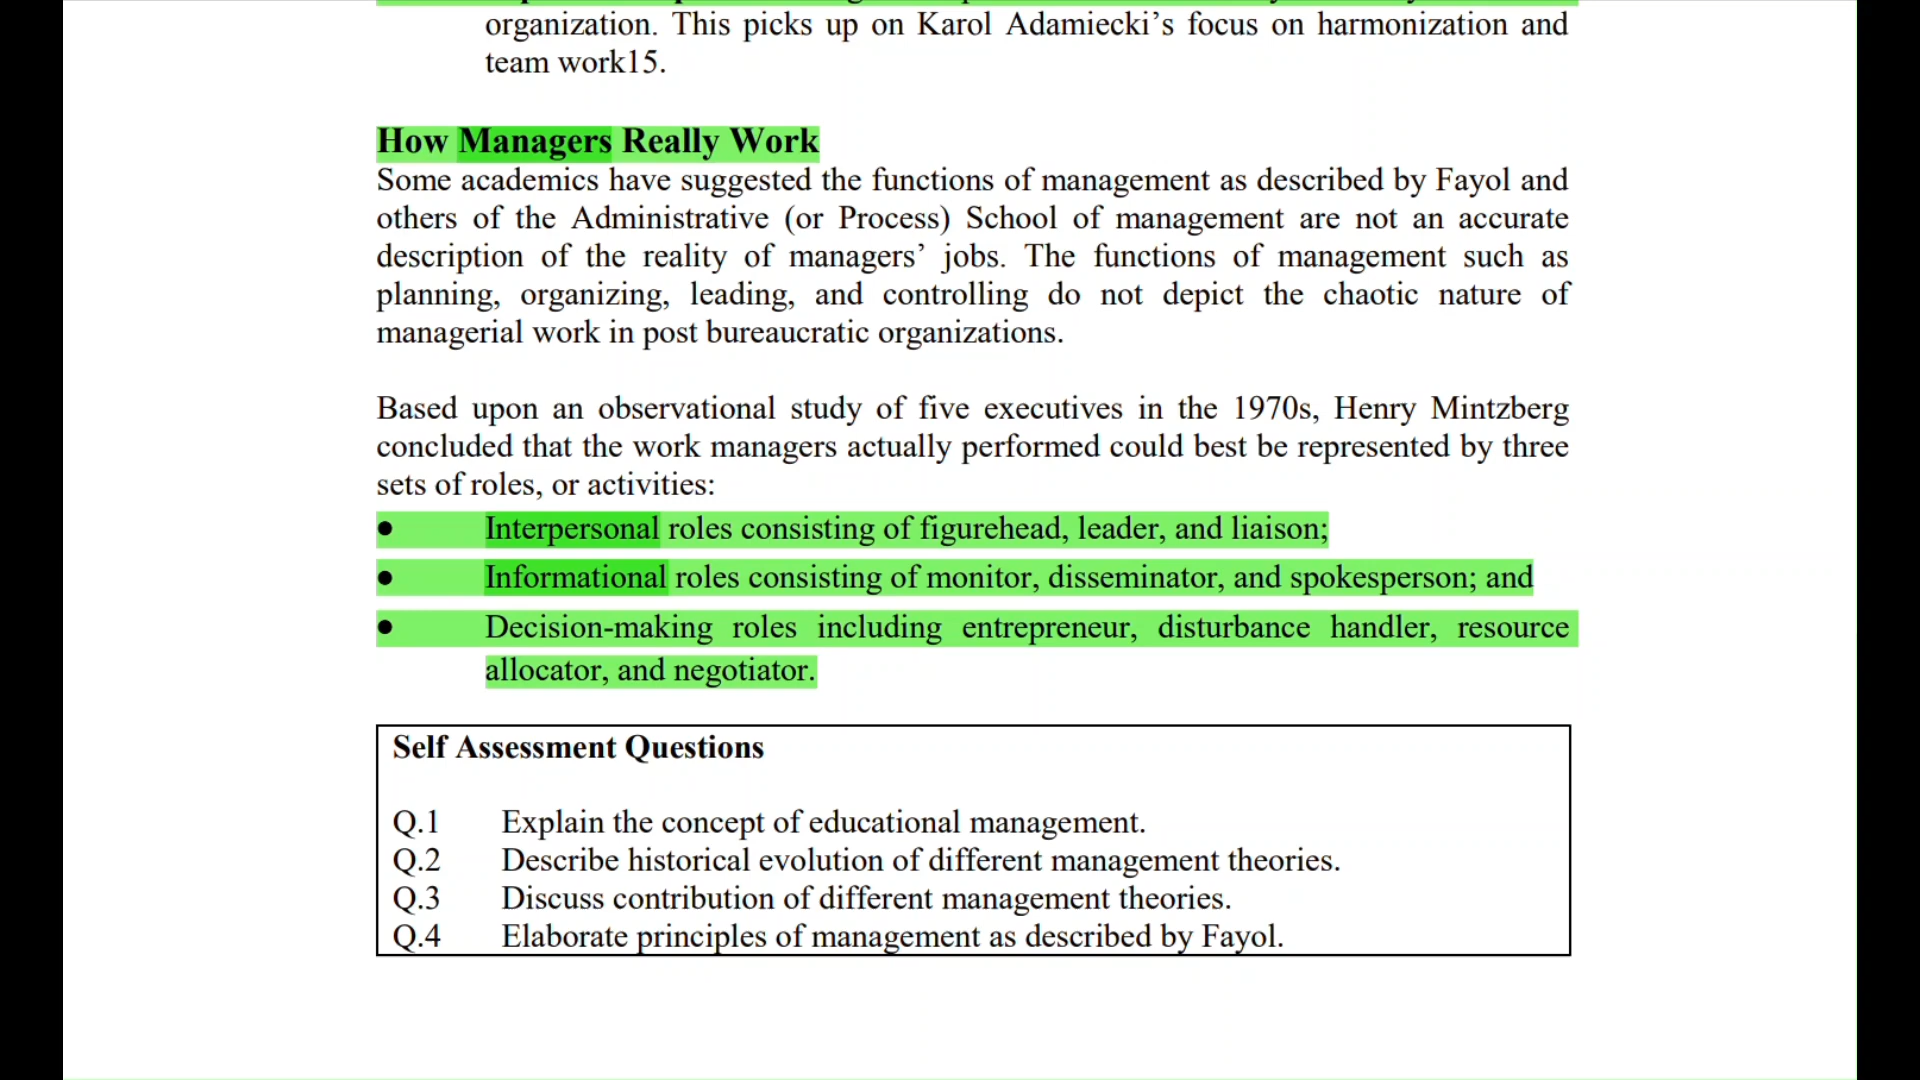 organization. This picks up on Karol Adamiecki’s focus on harmonization and
team work15.
How Managers Really Work
Some academics have suggested the functions of management as described by Fayol and
others of the Administrative (or Process) School of management are not an accurate
description of the reality of managers’ jobs. The functions of management such as
planning, organizing, leading, and controlling do not depict the chaotic nature of
managerial work in post bureaucratic organizations.
Based upon an observational study of five executives in the 1970s, Henry Mintzberg
concluded that the work managers actually performed could best be represented by three
sets of roles, or activities:
● Interpersonal roles consisting of figurehead, leader, and liaison;
● Informational roles consisting of monitor, disseminator, and spokesperson; and
● Decision-making roles including entrepreneur, disturbance handler, resource
allocator, and negotiator.
Self Assessment Questions
Q.1 Explain the concept of educational management.
Q.2 Describe historical evolution of different management theories.
Q.3 Discuss contribution of different management theories.
Q.4 Elaborate principles of management as described by Fayol.